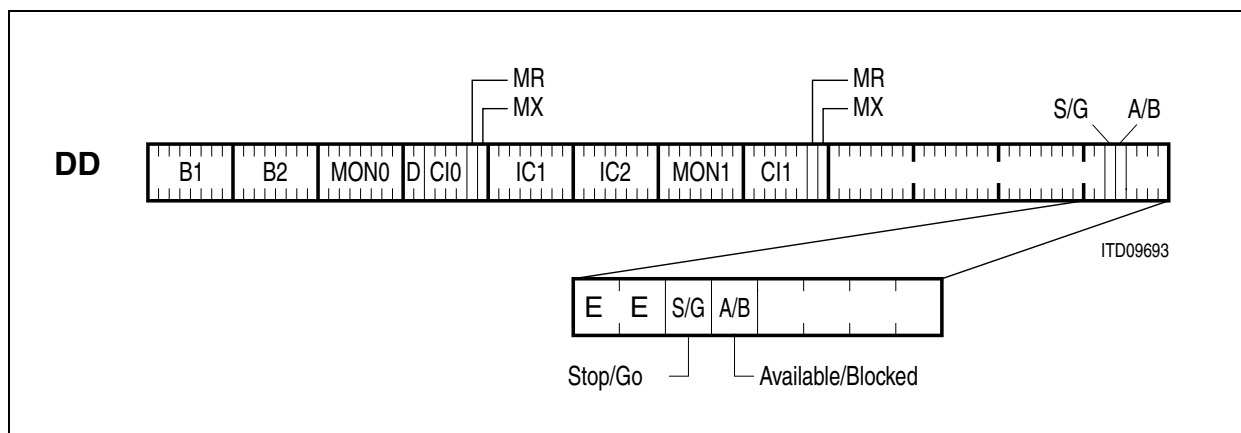 MR MR
MX MX
S/G A/B
DD B1 B2 MON0 D CI0 IC1 IC2 MON1 CI1
ITD09693
E E S/G A/B
Stop/Go Available/Blocked